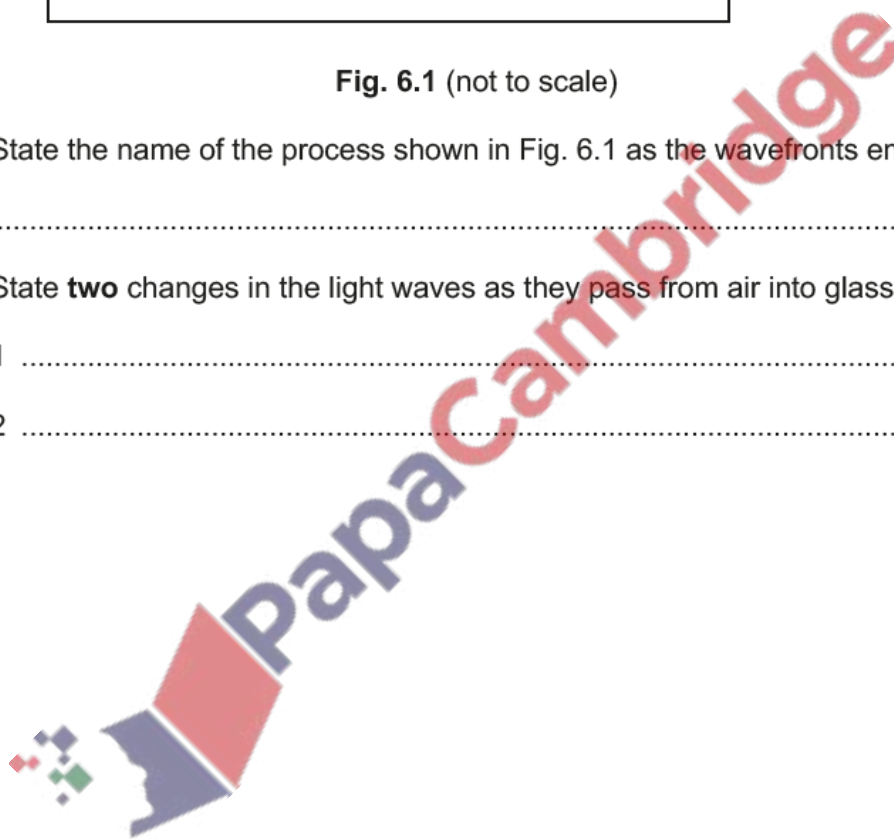 Fig. 6.1 (not to scale)
State the name of the process shown in Fig. 6.1 as the wavefronts en
....................................................................................................
State two changes in the light waves as they pass from air into glass
1 ....................................................................................................
2 ....................................................................................................
PapaCambridge